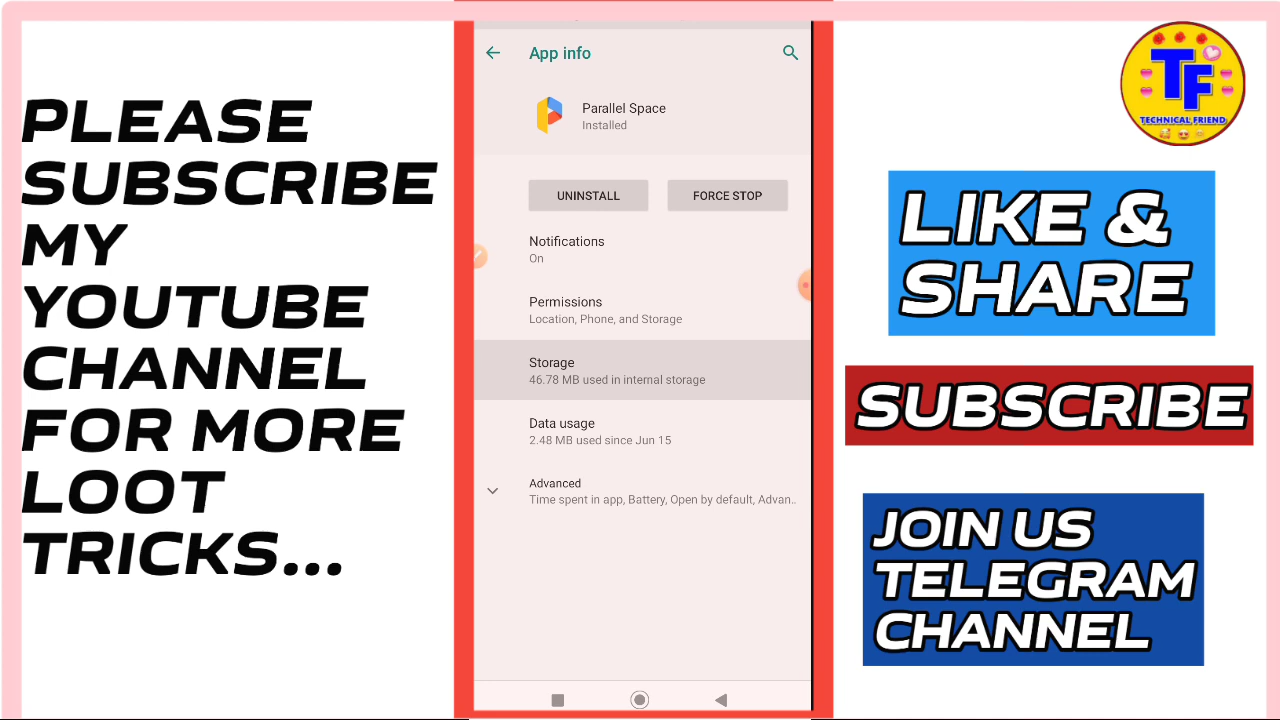 PLEASE
SUBSCRIBE
MY
YOUTUBE
CHANNEL
FOR MORE
LOOT
TRICKS...
App info
Parallel Space
Installed
UNINSTALL
FORCE STOP
Notifications
On
Permissions
Location, Phone, and Storage
Storage
46.78 MB used in internal storage
Data usage
2.48 MB used since Jun 15
Advanced
Time spent in app, Battery, Open by default, Advan..
TF
TECHNICAL FRIEND
LIKE &
SHARE
SUBSCRIBE
JOIN US
TELEGRAM
CHANNEL